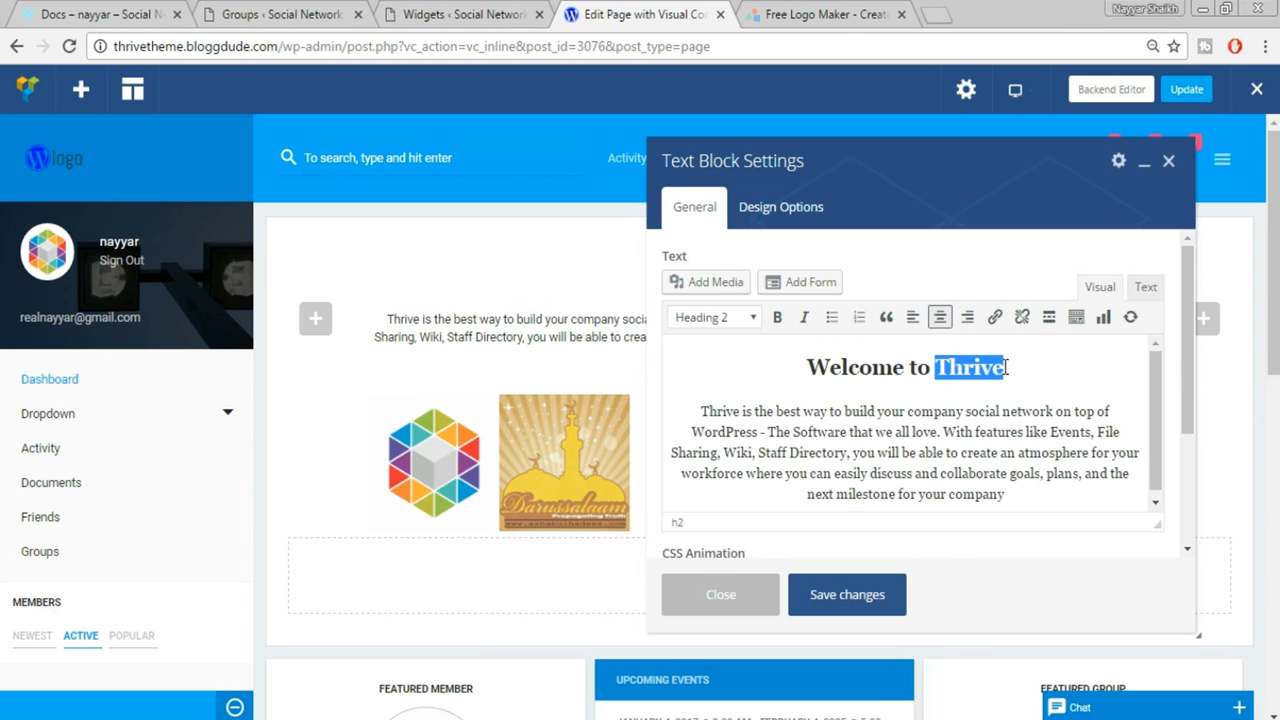 Docs – nayyar – Social N
Groups ‹ Social Network
Widgets ‹ Social Network
Edit Page with Visual Co
Free Logo Maker - Creat
Nayyar Shaikh
thrivetheme.bloggdude.com/wp-admin/post.php?vc_action=vc_inline&post_id=3076&post_type=page
Backend Editor
Update
logo
To search, type and hit enter
Activity
nayyar
Sign Out
realnayyar@gmail.com
Dashboard
Dropdown
Activity
Documents
Friends
Groups
MEMBERS
NEWEST ACTIVE POPULAR
Thrive is the best way to build your company socia
Sharing, Wiki, Staff Directory, you will be able to crea
Darussalaam
Text Block Settings
General
Design Options
Text
Add Media
Add Form
Visual
Text
Heading 2
Welcome to Thrive
Thrive is the best way to build your company social network on top of
WordPress - The Software that we all love. With features like Events, File
Sharing, Wiki, Staff Directory, you will be able to create an atmosphere for your
workforce where you can easily discuss and collaborate goals, plans, and the
next milestone for your company
h2
CSS Animation
Close
Save changes
FEATURED MEMBER
UPCOMING EVENTS
FEATURED GROUP
Chat